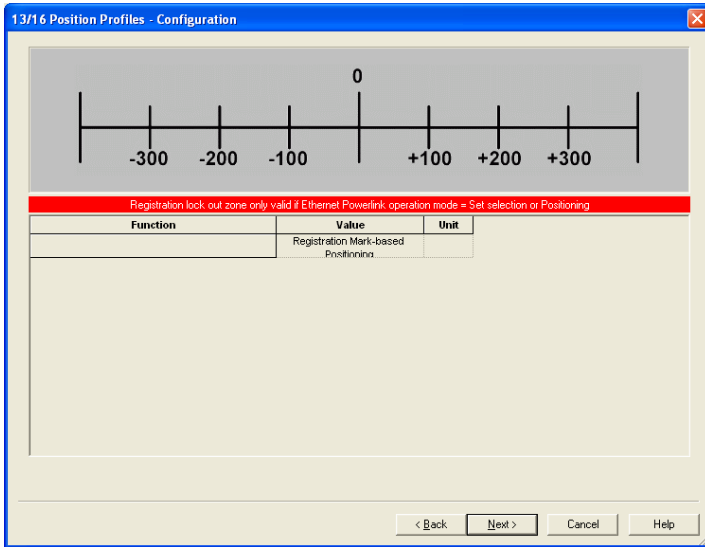 13/16 Position Profiles - Configuration
0
-300 -200 -100 +100 +200 +300
Registration lock out zone only valid if Ethernet Powerlink operation mode = Set selection or Positioning
Function Value Unit
Registration Mark-based
Positioning
< Back Next > Cancel Help